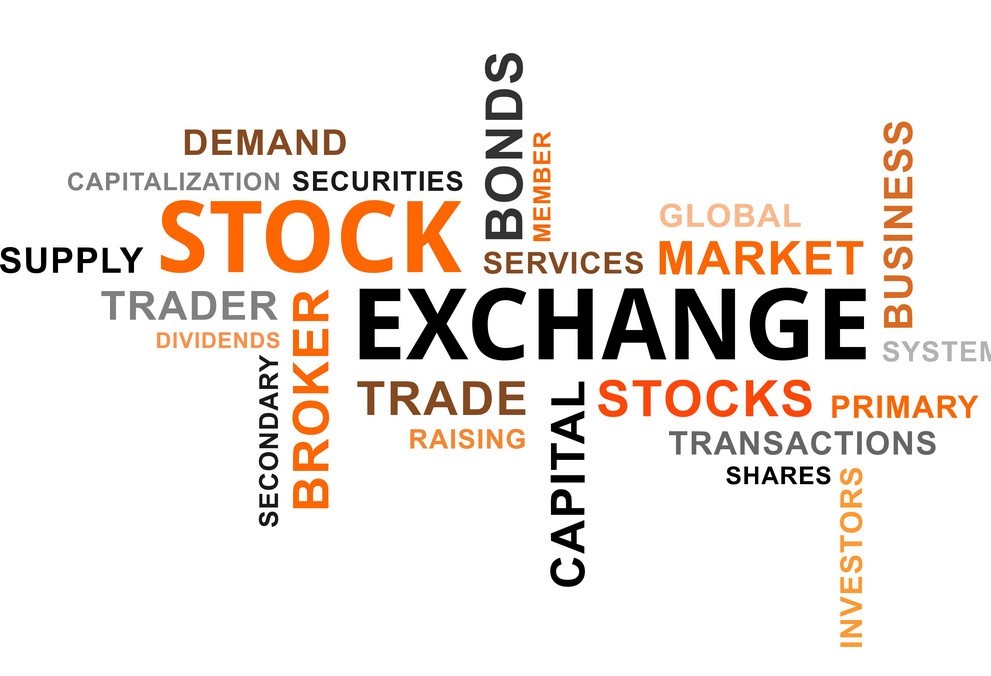 BONDS
DEMAND
MEMBER
BUSINESS
CAPITALIZATION SECURITIES
STOCK
GLOBAL
SUPPLY
SERVICES MARKET
TRADER
EXCHANGE
DIVIDENDS
BROKER
SYSTEM
SECONDARY
TRADE
CAPITAL
STOCKS PRIMARY
RAISING
TRANSACTIONS
SHARES
INVESTORS